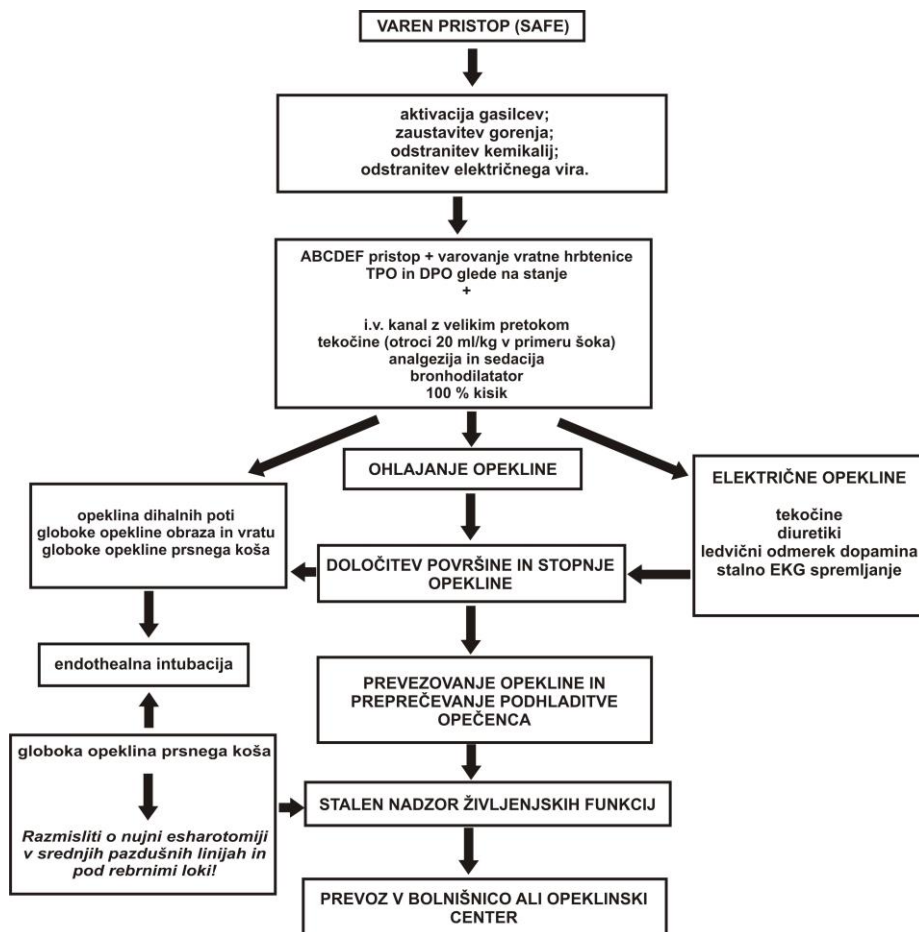 VAREN PRISTOP (SAFE)
aktivacija gasilcev;
zaustavitev gorenja;
odstranitev kemikalij;
odstranitev električnega vira.
ABCDEF pristop + varovanje vratne hrbtenice
TPO in DPO glede na stanje
+
i.v. kanal z velikim pretokom
tekočine (otroci 20 ml/kg v primeru šoka)
analgezija in sedacija
bronhodilatator
100 % kisik
OHLAJANJE OPEKLINE
ELEKTRIČNE OPEKLINE
tekočine
diuretiki
ledvični odmerek dopamina
stalno EKG spremljanje
opeklina dihalnih poti
globoke opekline obraza in vratu
globoke opekline prsnega koša
DOLOČITEV POVRŠINE IN STOPNJE
OPEKLINE
endothealna intubacija
PREVEZOVANJE OPEKLINE IN
PREPREČEVANJE PODHLADITVE
OPEČENCA
globoka opeklina prsnega koša
Razmisliti o nujni esharotomiji
v srednjih pazdušnih linijah in
pod rebrnimi loki!
STALEN NADZOR ŽIVLJENJSKIH FUNKCIJ
PREVOZ V BOLNIŠNICO ALI OPEKLINSKI
CENTER